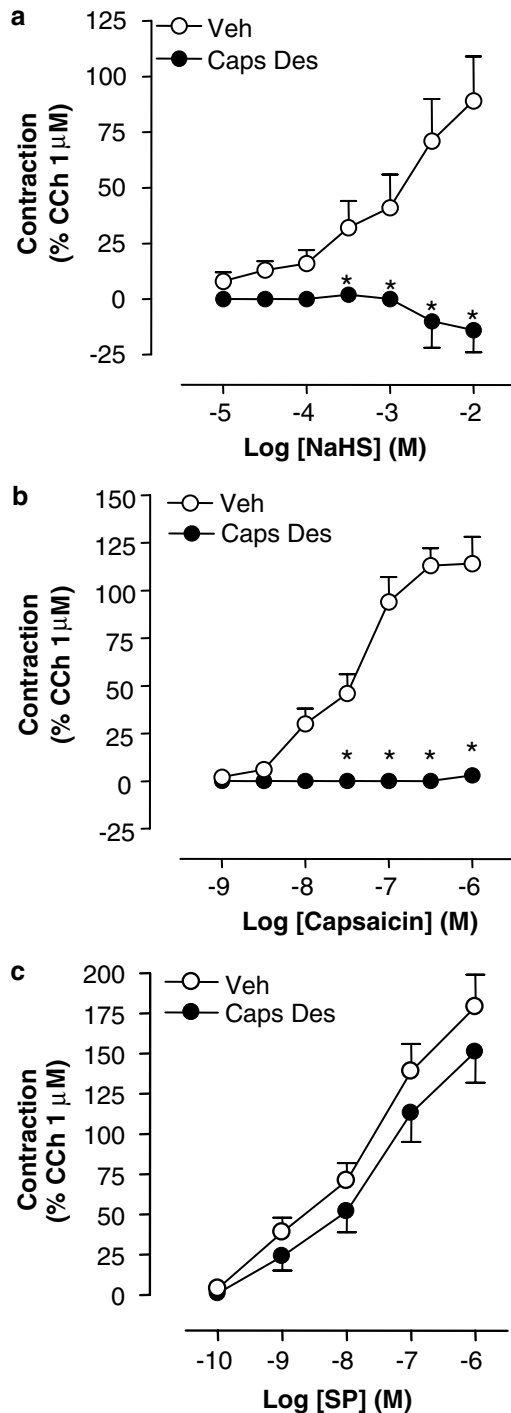 a
Veh
Caps Des
Contraction
(% CCh 1 µM)
125
100
75
50
25
0
-25
* * * *
-5 -4 -3 -2
Log [NaHS] (M)
b
Veh
Caps Des
Contraction
(% CCh 1µM)
150
125
100
75
50
25
0
-25
* * * *
-9 -8 -7 -6
Log [Capsaicin] (M)
c
Veh
Caps Des
Contraction
(% CCh 1 µM)
200
175
150
125
100
75
50
25
0
-10 -9 -8 -7 -6
Log [SP] (M)